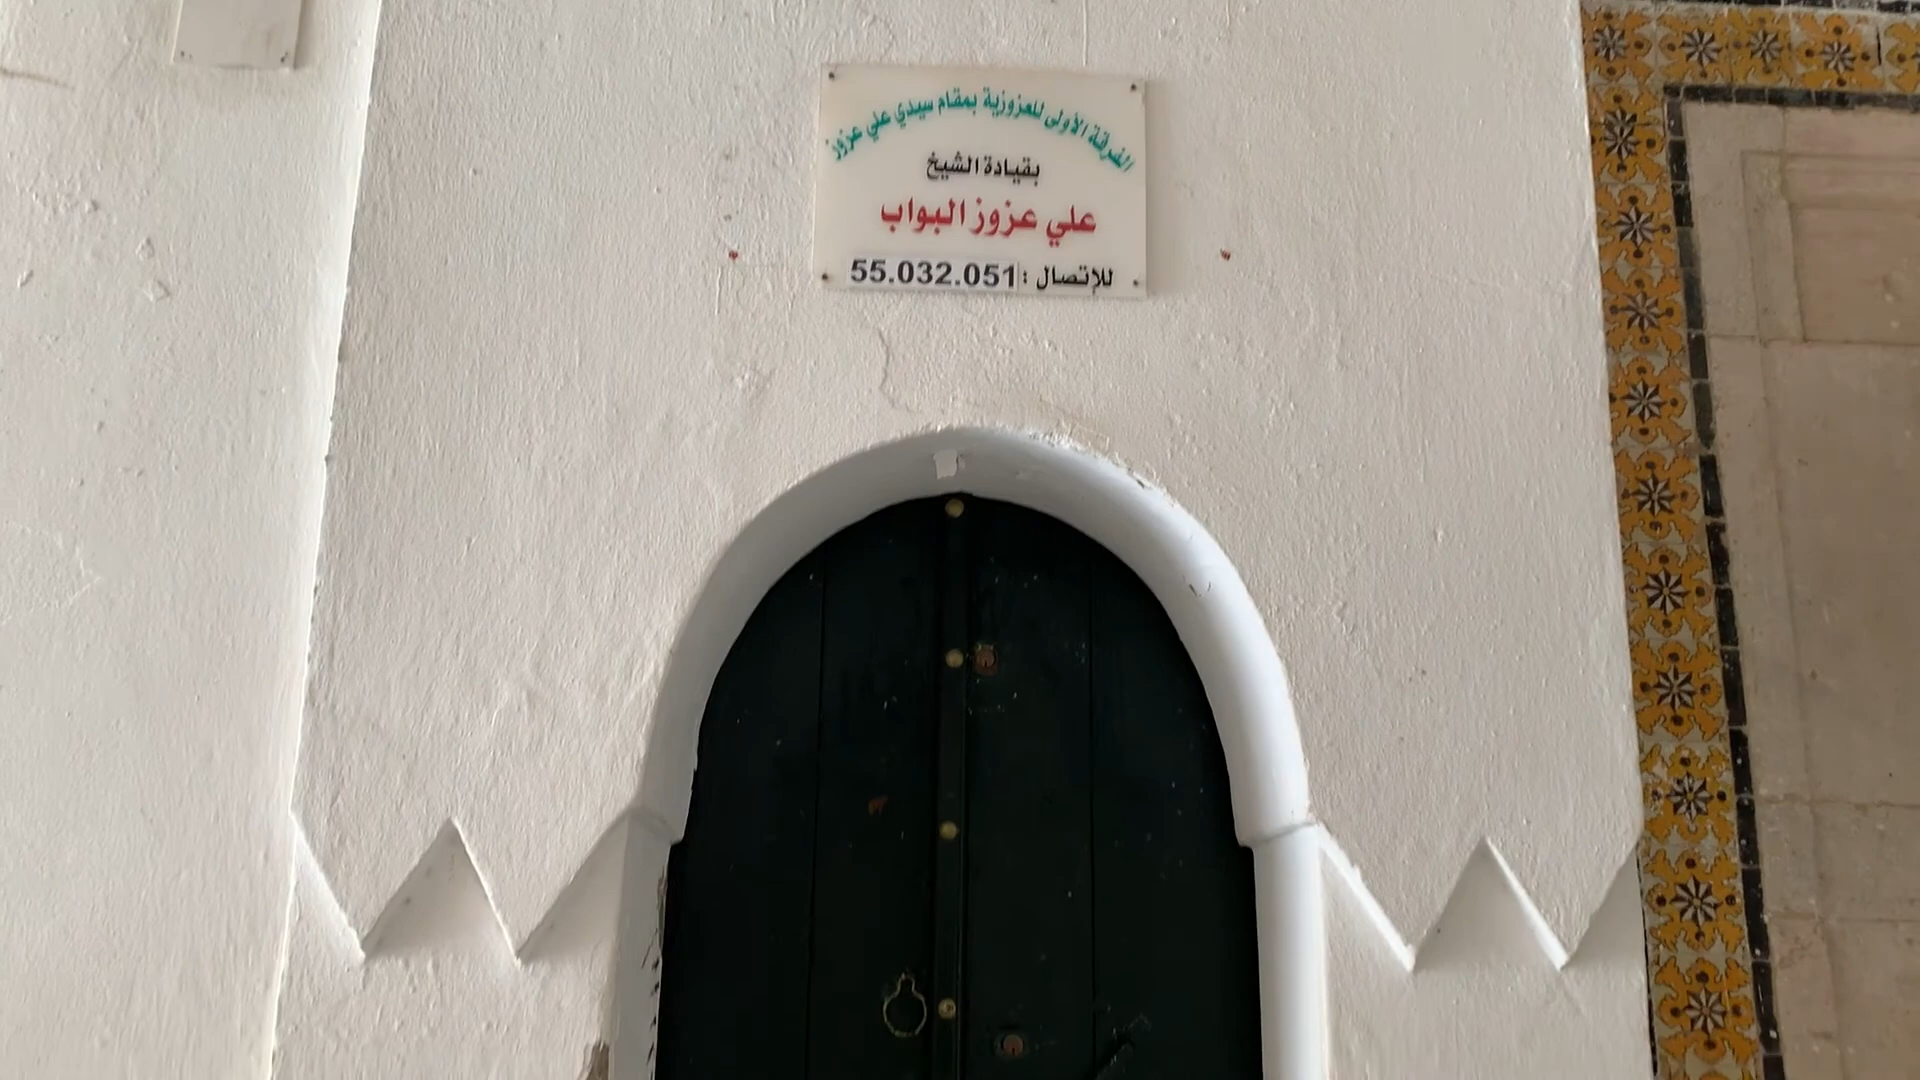 الفرقة الأولى للعزوزية بمقام سيدي علي عزوز
بقيادة الشيخ
علي عزوز البواب
للإتصال : 55.032.051